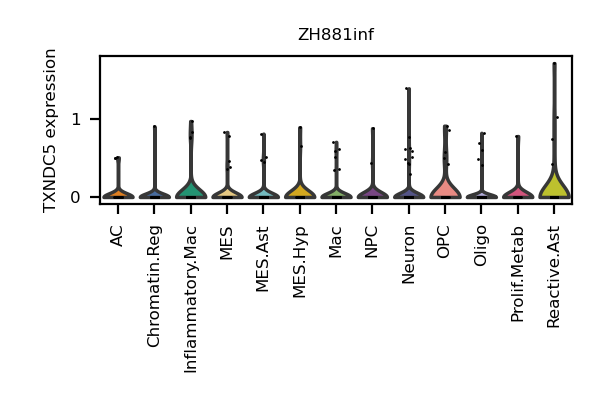 ZH881inf
TXNDC5 expression
1
0
AC
Chromatin.Reg
Inflammatory.Mac
MES
MES.Ast
MES.Hyp
Mac
NPC
Neuron
OPC
Oligo
Prolif.Metab
Reactive.Ast